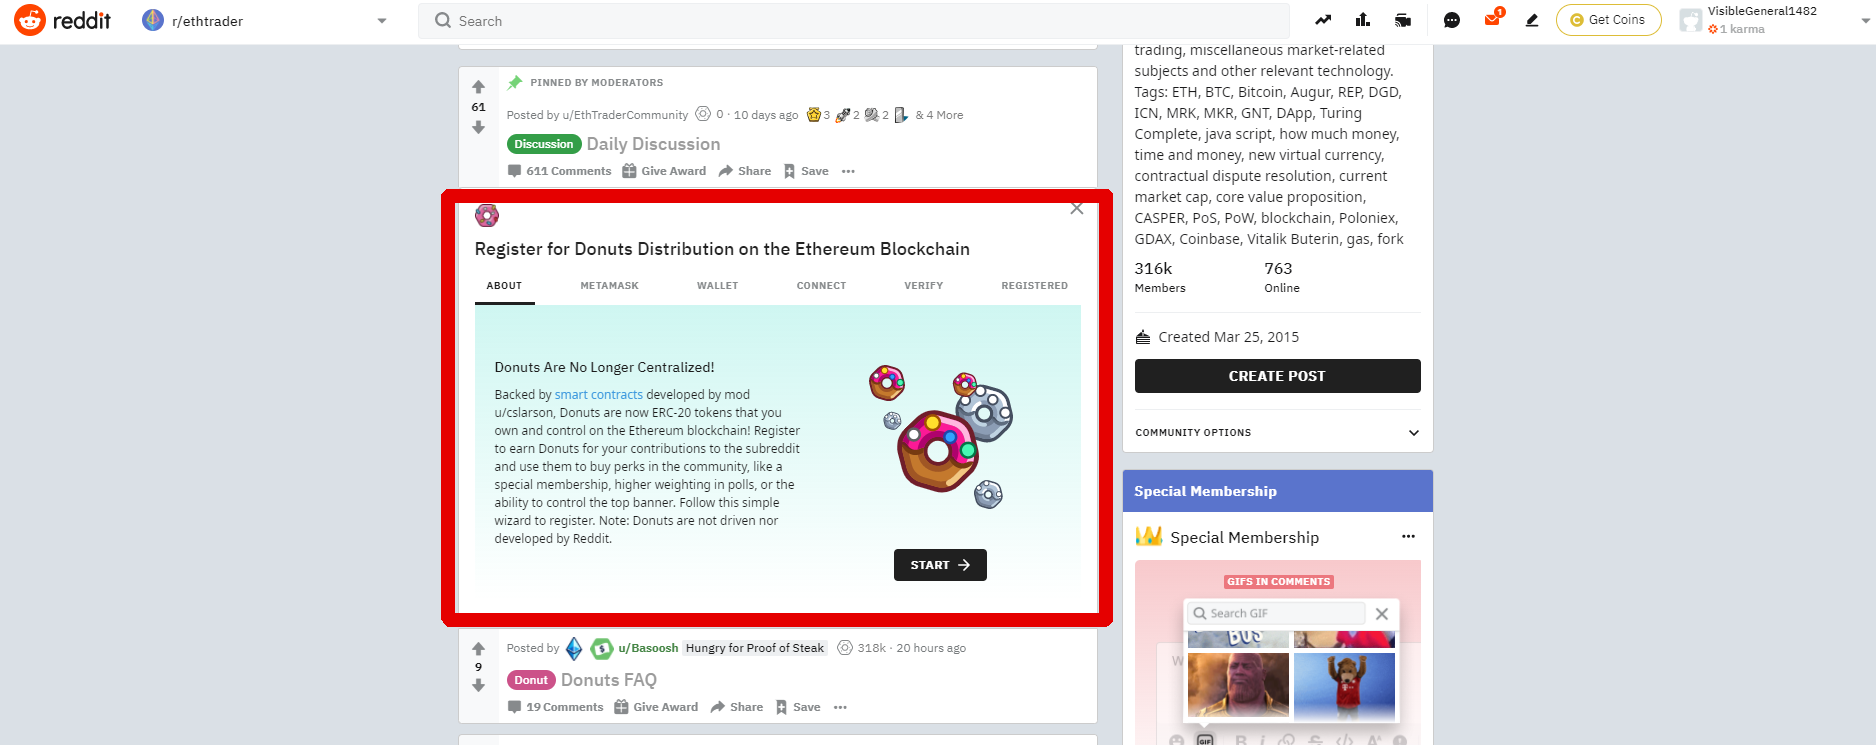 reddit
r/ethtrader
Search
1
Get Coins
VisibleGeneral1482
1 karma
61
PINNED BY MODERATORS
Posted by u/EthTraderCommunity 0 · 10 days ago 3 2 2 & 4 More
Discussion Daily Discussion
611 Comments Give Award Share Save ···
Register for Donuts Distribution on the Ethereum Blockchain
ABOUT METAMASK WALLET CONNECT VERIFY REGISTERED
Donuts Are No Longer Centralized!
Backed by smart contracts developed by mod
u/cslarson, Donuts are now ERC-20 tokens that you
own and control on the Ethereum blockchain! Register
to earn Donuts for your contributions to the subreddit
and use them to buy perks in the community, like a
special membership, higher weighting in polls, or the
ability to control the top banner. Follow this simple
wizard to register. Note: Donuts are not driven nor
developed by Reddit.
START
9
Posted by $ u/Basoosh Hungry for Proof of Steak 318k · 20 hours ago
Donut Donuts FAQ
19 Comments Give Award Share Save ···
trading, miscellaneous market-related
subjects and other relevant technology.
Tags: ETH, BTC, Bitcoin, Augur, REP, DGD,
ICN, MRK, MKR, GNT, DApp, Turing
Complete, java script, how much money,
time and money, new virtual currency,
contractual dispute resolution, current
market cap, core value proposition,
CASPER, PoS, PoW, blockchain, Poloniex,
GDAX, Coinbase, Vitalik Buterin, gas, fork
316k 763
Members Online
Created Mar 25, 2015
CREATE POST
COMMUNITY OPTIONS
Special Membership
Special Membership ···
GIFS IN COMMENTS
Search GIF
BUS
W
GIF B i S </> A